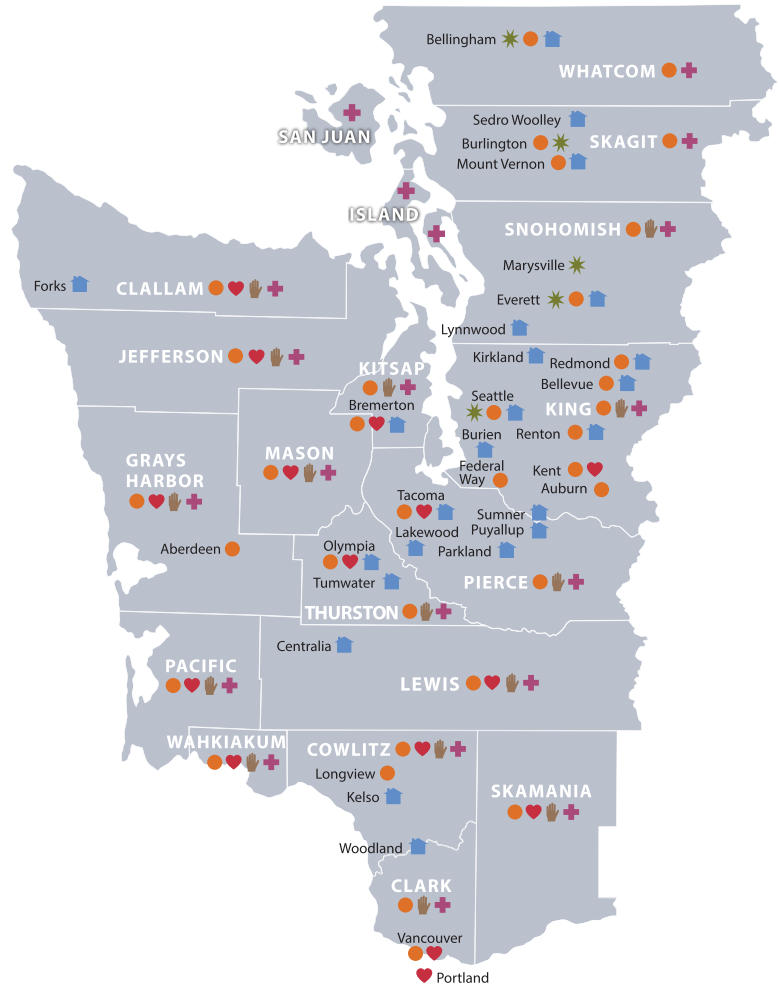 Bellingham
WHATCOM
Sedro Woolley
SAN JUAN
Burlington
SKAGIT
Mount Vernon
ISLAND
SNOHOMISH
Marysville
Forks
CLALLAM
Everett
Lynnwood
JEFFERSON
Kirkland
Redmond
KITSAP
Bellevue
Seattle
Bremerton
KING
Burien
Renton
MASON
GRAYS
HARBOR
Federal
Way
Kent
Auburn
Tacoma
Sumner
Lakewood
Puyallup
Aberdeen
Olympia
Parkland
Tumwater
PIERCE
THURSTON
Centralia
PACIFIC
LEWIS
WAHKIAKUM
COWLITZ
Longview
SKAMANIA
Kelso
Woodland
CLARK
Vancouver
Portland